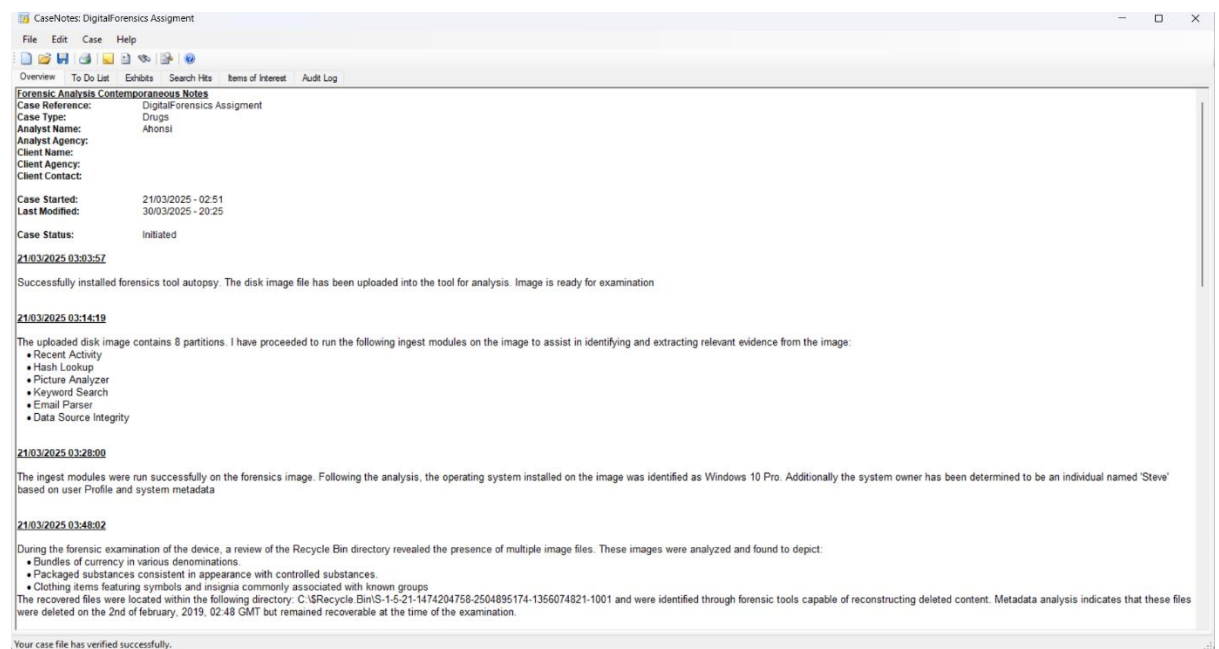 CaseNotes: DigitalForensics Assigment
File Edit Case Help
Overview To Do List Exhibits Search Hits Items of Interest Audit Log
Forensic Analysis Contemporaneous Notes
Case Reference: DigitalForensics Assigment
Case Type: Drugs
Analyst Name: Ahonsi
Analyst Agency:
Client Name:
Client Agency:
Client Contact:
Case Started: 21/03/2025 - 02:51
Last Modified: 30/03/2025 - 20:25
Case Status: Initiated
21/03/2025 03:03:57
Successfully installed forensics tool autopsy. The disk image file has been uploaded into the tool for analysis. Image is ready for examination
21/03/2025 03:14:19
The uploaded disk image contains 8 partitions. I have proceeded to run the following ingest modules on the image to assist in identifying and extracting relevant evidence from the image:
• Recent Activity
• Hash Lookup
• Picture Analyzer
• Keyword Search
• Email Parser
• Data Source Integrity
21/03/2025 03:28:00
The ingest modules were run successfully on the forensics image. Following the analysis, the operating system installed on the image was identified as Windows 10 Pro. Additionally the system owner has been determined to be an individual named 'Steve'
based on user Profile and system metadata
21/03/2025 03:48:02
During the forensic examination of the device, a review of the Recycle Bin directory revealed the presence of multiple image files. These images were analyzed and found to depict:
• Bundles of currency in various denominations.
• Packaged substances consistent in appearance with controlled substances.
• Clothing items featuring symbols and insignia commonly associated with known groups
The recovered files were located within the following directory: C:\$Recycle.Bin\S-1-5-21-1474204758-2504895174-1356074821-1001 and were identified through forensic tools capable of reconstructing deleted content. Metadata analysis indicates that these files
were deleted on the 2nd of february, 2019, 02:48 GMT but remained recoverable at the time of the examination.
Your case file has verified successfully.